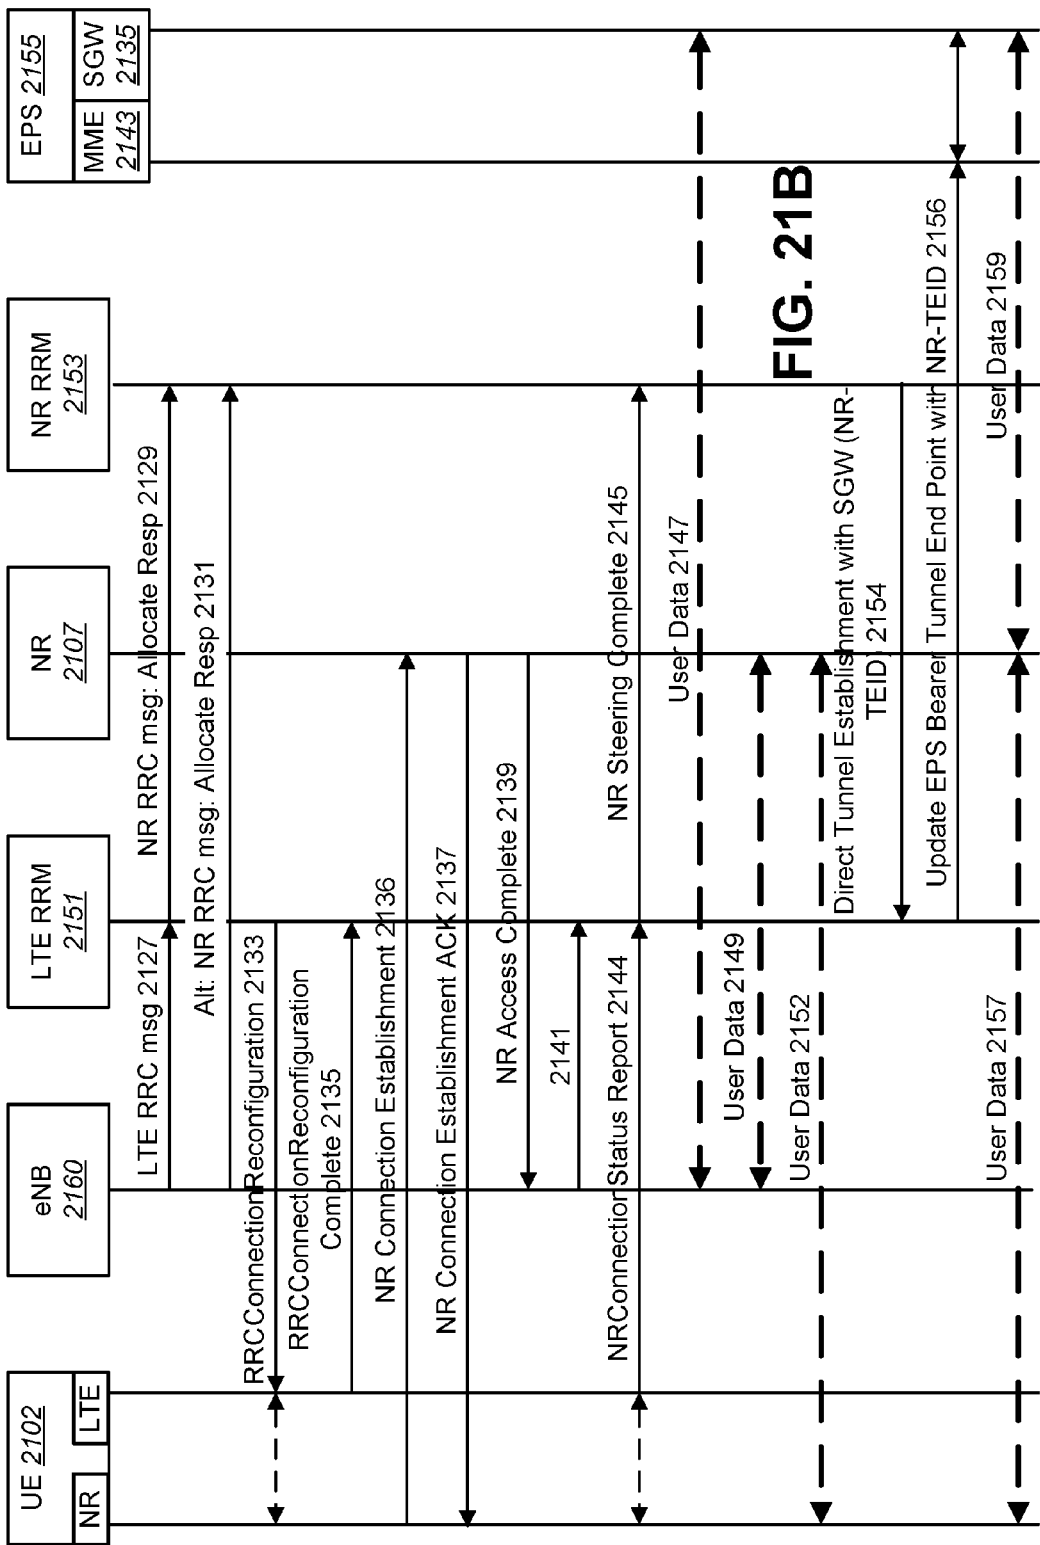 UE 2102
NR
LTE
eNB
2160
LTE RRM
2151
NR
2107
NR RRM
2153
EPS 2155
MME
2143
SGW
2135
LTE RRC msg 2127
NR RRC msg: Allocate Resp 2129
Alt: NR RRC msg: Allocate Resp 2131
RRCConnectionReconfiguration 2133
RRCConnectionReconfiguration
Complete 2135
NR Connection Establishment 2136
NR Connection Establishment ACK 2137
NR Access Complete 2139
2141
NRConnectionStatus Report 2144
NR Steering Complete 2145
User Data 2147
User Data 2149
User Data 2152
Direct Tunnel Establishment with SGW (NR-
TEID) 2154
Update EPS Bearer Tunnel End Point with NR-TEID 2156
User Data 2157
User Data 2159
FIG. 21B